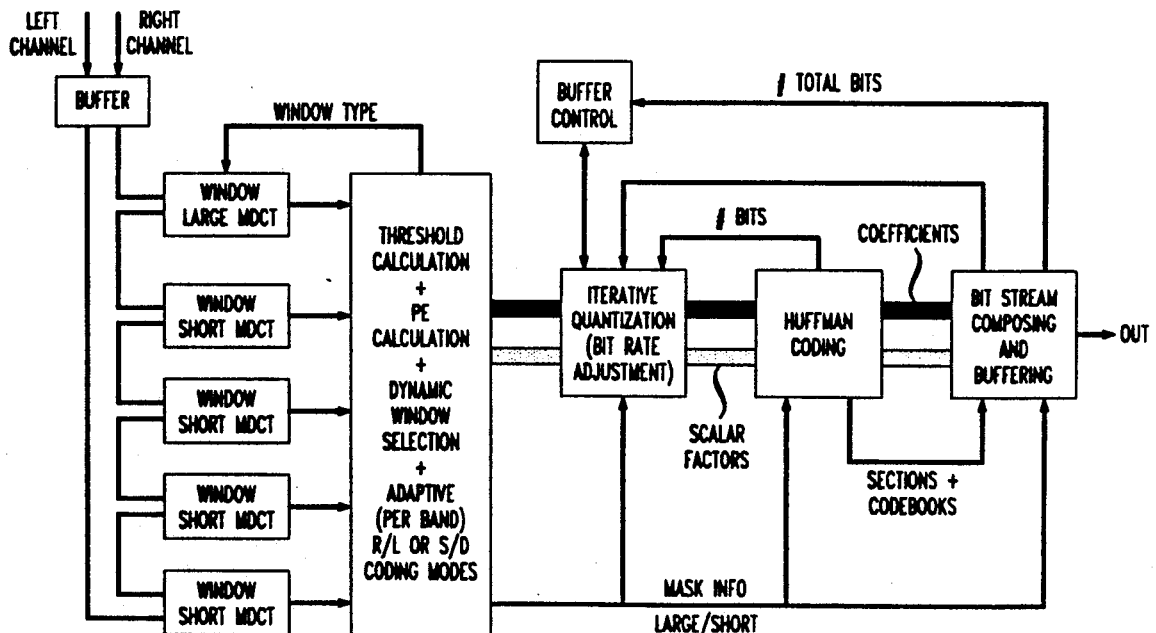 LEFT
CHANNEL
RIGHT
CHANNEL
BUFFER
WINDOW TYPE
BUFFER
CONTROL
# TOTAL BITS
WINDOW
LARGE MDCT
WINDOW
SHORT MDCT
WINDOW
SHORT MDCT
WINDOW
SHORT MDCT
WINDOW
SHORT MDCT
THRESHOLD
CALCULATION
+
PE
CALCULATION
+
DYNAMIC
WINDOW
SELECTION
+
ADAPTIVE
(PER BAND)
R/L OR S/D
CODING MODES
# BITS
COEFFICIENTS
ITERATIVE
QUANTIZATION
(BIT RATE
ADJUSTMENT)
HUFFMAN
CODING
BIT STREAM
COMPOSING
AND
BUFFERING
OUT
SCALAR
FACTORS
SECTIONS +
CODEBOOKS
MASK INFO
LARGE/SHORT